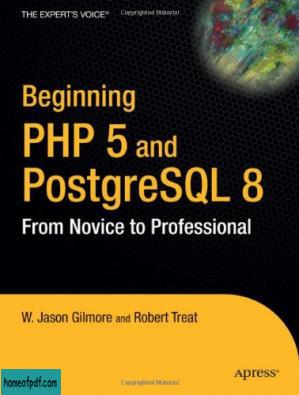 THE EXPERT'S VOICE®
Beginning
PHP 5 and
PostgreSQL 8
From Novice to Professional
W. Jason Gilmore and Robert Treat
Apress®
homeofpdf.com